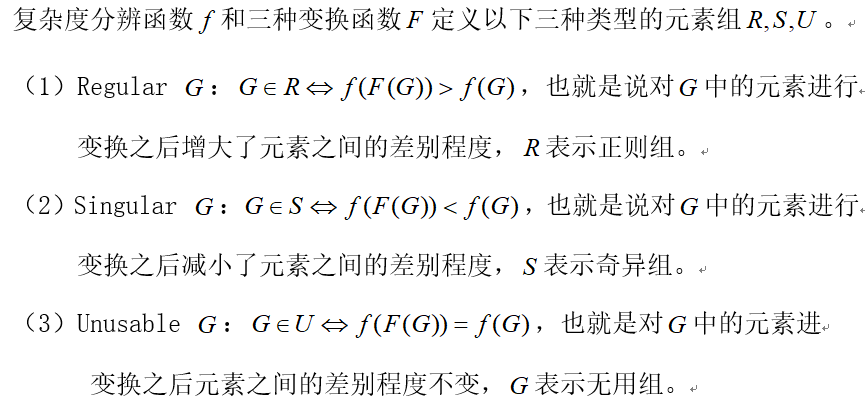 复杂度分辨函数 f 和三种变换函数 F 定义以下三种类型的元素组 R,S,U 。
（1）Regular G：G∈R⇔f(F(G))>f(G)，也就是说对 G 中的元素进行
变换之后增大了元素之间的差别程度，R 表示正则组。
（2）Singular G：G∈S⇔f(F(G))<f(G)，也就是说对 G 中的元素进行
变换之后减小了元素之间的差别程度，S 表示奇异组。
（3）Unusable G：G∈U⇔f(F(G))=f(G)，也就是对 G 中的元素进
变换之后元素之间的差别程度不变，G 表示无用组。